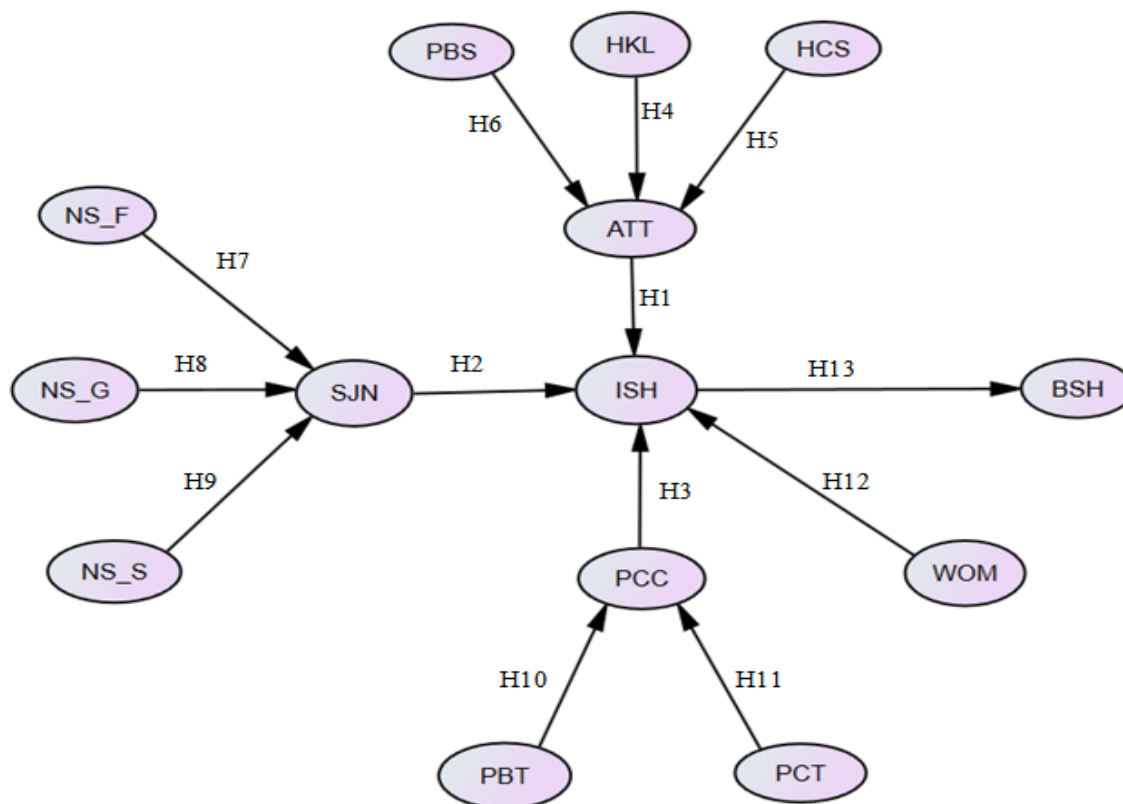 PBS
HKL
HCS
H6
H4
H5
NS_F
ATT
H7
H1
NS_G
H8
SJN
H2
ISH
H13
BSH
H9
H3
H12
NS_S
PCC
WOM
H10
H11
PBT
PCT